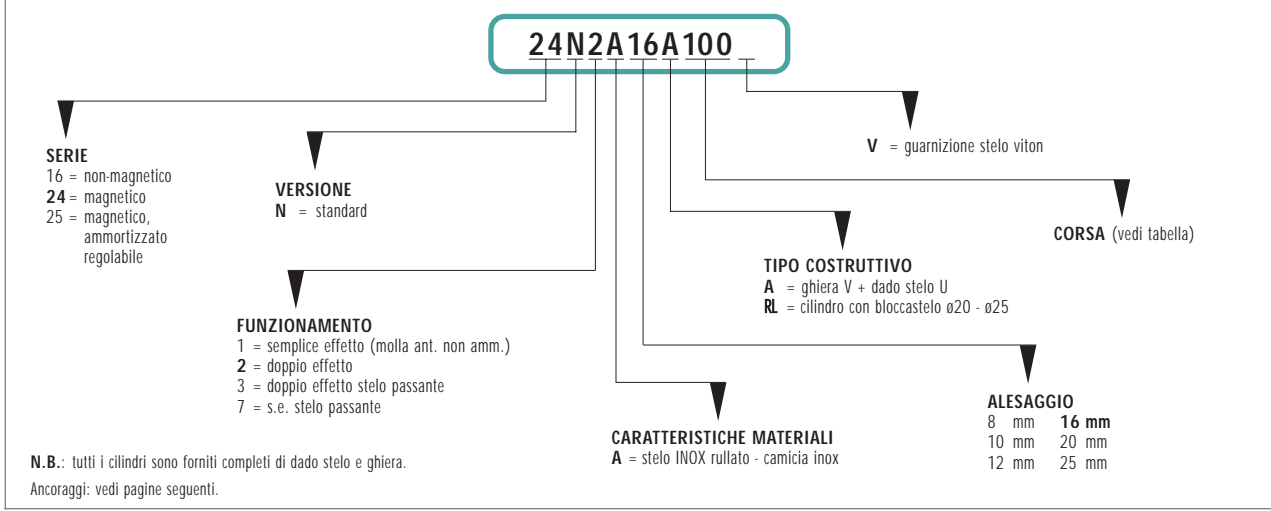 24N2A16A100
SERIE
16 = non-magnetico
24 = magnetico
25 = magnetico,
ammortizzato
regolabile
VERSIONE
N = standard
FUNZIONAMENTO
1 = semplice effetto (molla ant. non amm.)
2 = doppio effetto
3 = doppio effetto stelo passante
7 = s.e. stelo passante
CARATTERISTICHE MATERIALI
A = stelo INOX rullato - camicia inox
ALESAGGIO
8 mm 16 mm
10 mm 20 mm
12 mm 25 mm
TIPO COSTRUTTIVO
A = ghiera V + dado stelo U
RL = cilindro con bloccastelo ø20 - ø25
CORSA (vedi tabella)
V = guarnizione stelo viton
N.B.: tutti i cilindri sono forniti completi di dado stelo e ghiera.
Ancoraggi: vedi pagine seguenti.